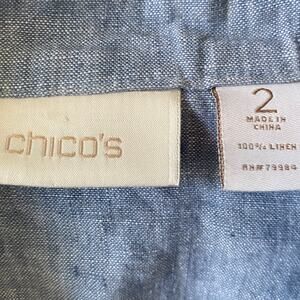 chico's
2
MADE IN
CHINA
100% LINEN
RN# 79984